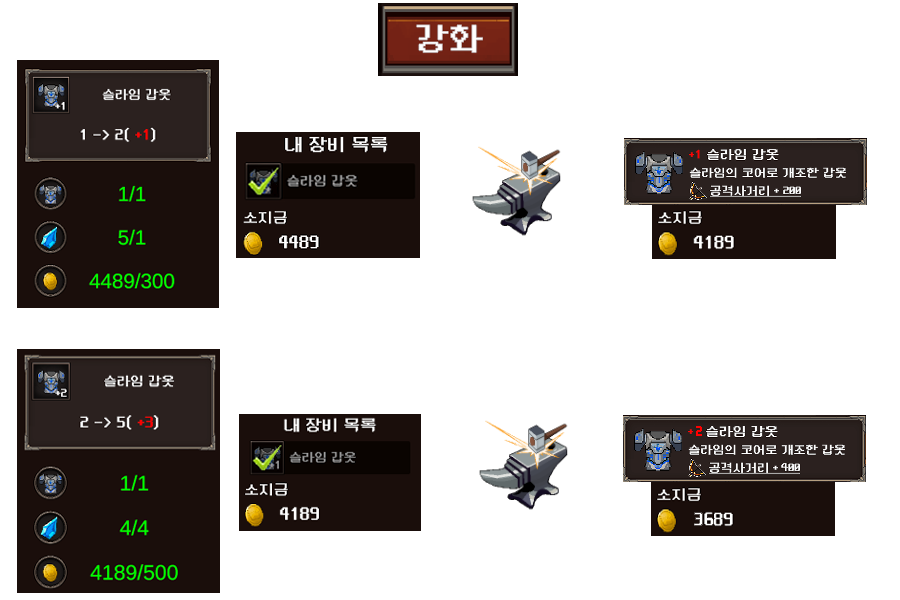 강화
+1
슬라임 갑옷
1 -> 2( +1)
1/1
5/1
4489/300
내 장비 목록
슬라임 갑옷
소지금
4489
+1 슬라임 갑옷
슬라임의 코어로 개조한 갑옷
공격사거리 + 200
소지금
4189
+2
슬라임 갑옷
2 -> 5( +3)
1/1
4/4
4189/500
내 장비 목록
+1
슬라임 갑옷
소지금
4189
+2 슬라임 갑옷
슬라임의 코어로 개조한 갑옷
공격사거리 + 400
소지금
3689